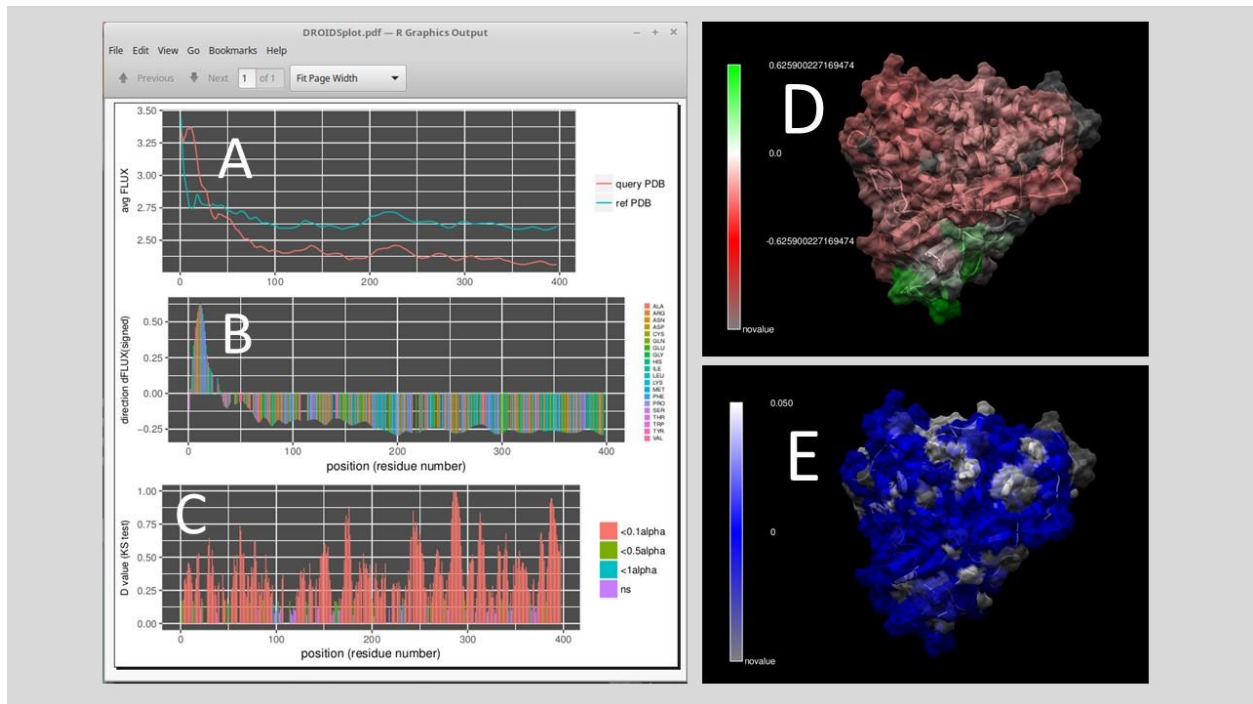 DROIDSplot.pdf — R Graphics Output
File Edit View Go Bookmarks Help
Previous Next 1 of 1 Fit Page Width
3.50
3.25
3.00
2.75
2.50
avg FLUX
A
query PDB
ref PDB
0 100 200 300 400
0.50
0.25
0.00
−0.25
direction dFLUX(signed)
B
ALA
ARG
ASN
ASP
CYS
GLN
GLU
GLY
HIS
ILE
LEU
LYS
MET
PHE
PRO
SER
THR
TRP
TYR
VAL
0 100 200 300 400
position (residue number)
1.00
0.75
0.50
0.25
0.00
D value (KS test)
C
<0.1alpha
<0.5alpha
<1alpha
ns
0 100 200 300 400
position (residue number)
0.625900227169474
D
0.0
-0.625900227169474
novalue
0.050
E
0
novalue